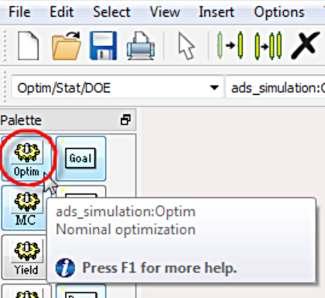 File Edit Select View Insert Options
Optim/Stat/DOE ads_simulation:Op
Palette
Optim Goal
MC
Yield
ads_simulation:Optim
Nominal optimization
Press F1 for more help.